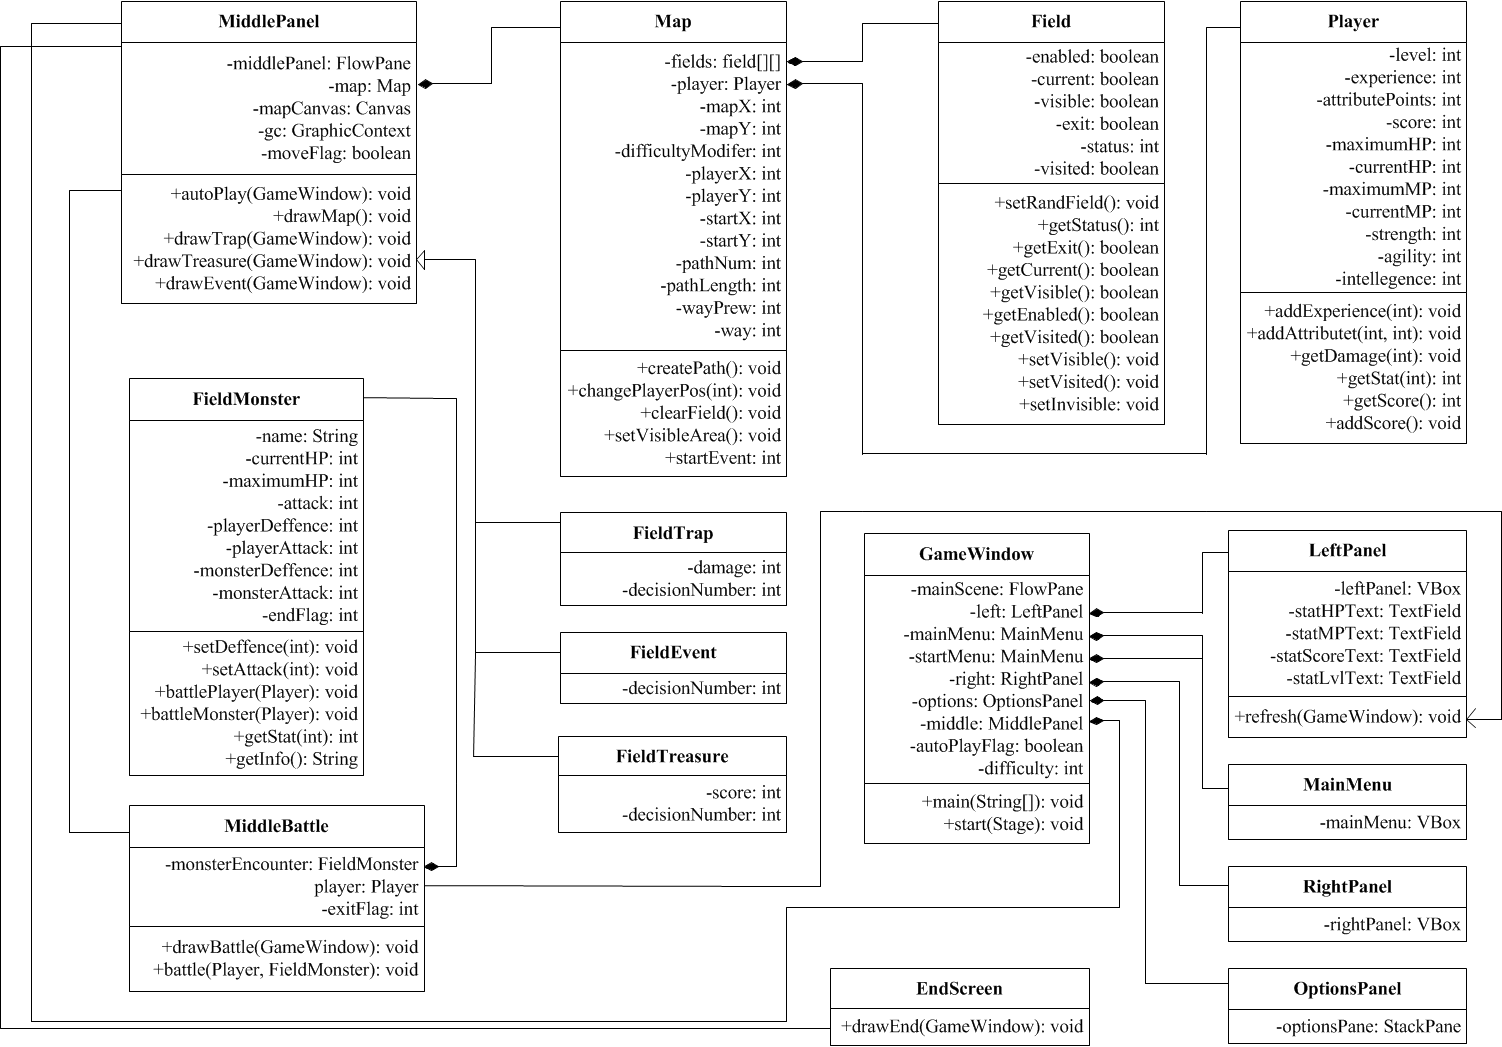 MiddlePanel
-middlePanel: FlowPane
-map: Map
-mapCanvas: Canvas
-gc: GraphicContext
-moveFlag: boolean
+autoPlay(GameWindow): void
+drawMap(): void
+drawTrap(GameWindow): void
+drawTreasure(GameWindow): void
+drawEvent(GameWindow): void
Map
-fields: field[][]
-player: Player
-mapX: int
-mapY: int
-difficultyModifer: int
-playerX: int
-playerY: int
-startX: int
-startY: int
-pathNum: int
-pathLength: int
-wayPrew: int
-way: int
+createPath(): void
+changePlayerPos(int): void
+clearField(): void
+setVisibleArea(): void
+startEvent: int
Field
-enabled: boolean
-current: boolean
-visible: boolean
-exit: boolean
-status: int
-visited: boolean
+setRandField(): void
+getStatus(): int
+getExit(): boolean
+getCurrent(): boolean
+getVisible(): boolean
+getEnabled(): boolean
+getVisited(): boolean
+setVisible(): void
+setVisited(): void
+setInvisible: void
Player
-level: int
-experience: int
-attributePoints: int
-score: int
-maximumHP: int
-currentHP: int
-maximumMP: int
-currentMP: int
-strength: int
-agility: int
-intellegence: int
+addExperience(int): void
+addAttributet(int, int): void
+getDamage(int): void
+getStat(int): int
+getScore(): int
+addScore(): void
FieldMonster
-name: String
-currentHP: int
-maximumHP: int
-attack: int
-playerDeffence: int
-playerAttack: int
-monsterDeffence: int
-monsterAttack: int
-endFlag: int
+setDeffence(int): void
+setAttack(int): void
+battlePlayer(Player): void
+battleMonster(Player): void
+getStat(int): int
+getInfo(): String
FieldTrap
-damage: int
-decisionNumber: int
FieldEvent
-decisionNumber: int
FieldTreasure
-score: int
-decisionNumber: int
GameWindow
-mainScene: FlowPane
-left: LeftPanel
-mainMenu: MainMenu
-startMenu: MainMenu
-right: RightPanel
-options: OptionsPanel
-middle: MiddlePanel
-autoPlayFlag: boolean
-difficulty: int
+main(String[]): void
+start(Stage): void
LeftPanel
-leftPanel: VBox
-statHPText: TextField
-statMPText: TextField
-statScoreText: TextField
-statLvlText: TextField
+refresh(GameWindow): void
MainMenu
-mainMenu: VBox
MiddleBattle
-monsterEncounter: FieldMonster
player: Player
-exitFlag: int
+drawBattle(GameWindow): void
+battle(Player, FieldMonster): void
RightPanel
-rightPanel: VBox
EndScreen
+drawEnd(GameWindow): void
OptionsPanel
-optionsPane: StackPane